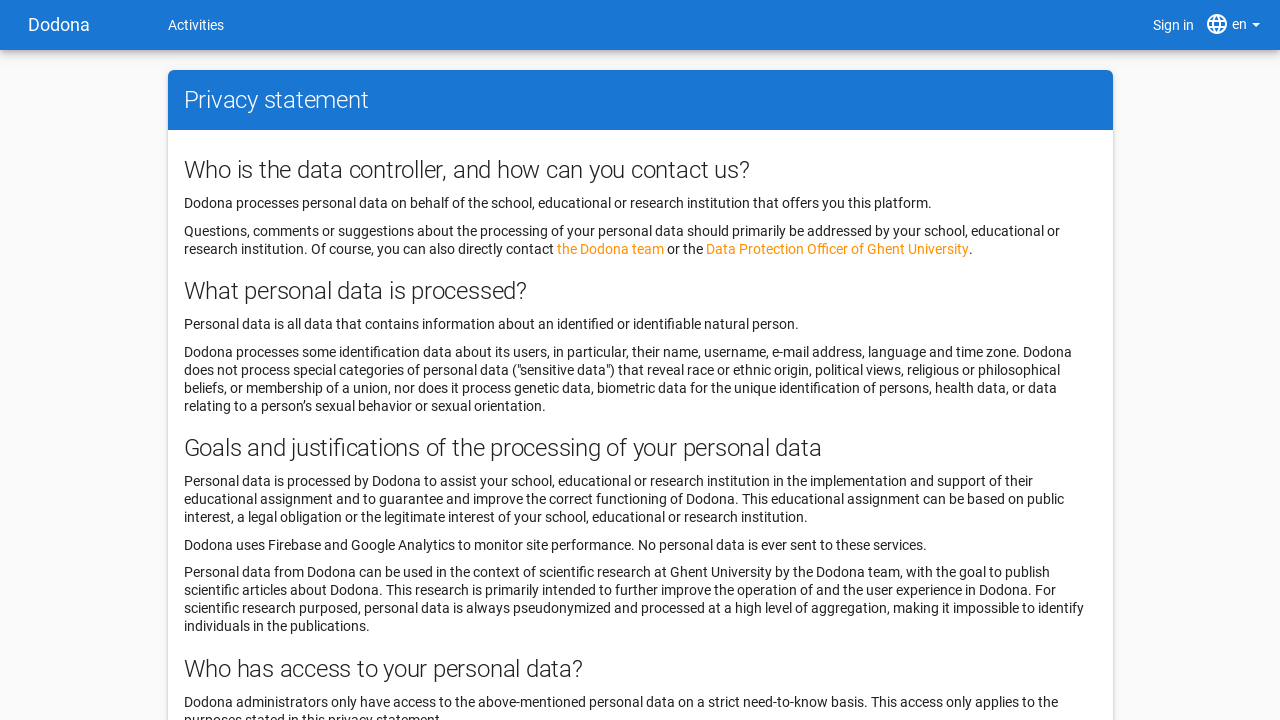 Dodona
Activities
Sign in
en
Privacy statement
Who is the data controller, and how can you contact us?
Dodona processes personal data on behalf of the school, educational or research institution that offers you this platform.
Questions, comments or suggestions about the processing of your personal data should primarily be addressed by your school, educational or
research institution. Of course, you can also directly contact the Dodona team or the Data Protection Officer of Ghent University.
What personal data is processed?
Personal data is all data that contains information about an identified or identifiable natural person.
Dodona processes some identification data about its users, in particular, their name, username, e-mail address, language and time zone. Dodona
does not process special categories of personal data ("sensitive data") that reveal race or ethnic origin, political views, religious or philosophical
beliefs, or membership of a union, nor does it process genetic data, biometric data for the unique identification of persons, health data, or data
relating to a person’s sexual behavior or sexual orientation.
Goals and justifications of the processing of your personal data
Personal data is processed by Dodona to assist your school, educational or research institution in the implementation and support of their
educational assignment and to guarantee and improve the correct functioning of Dodona. This educational assignment can be based on public
interest, a legal obligation or the legitimate interest of your school, educational or research institution.
Dodona uses Firebase and Google Analytics to monitor site performance. No personal data is ever sent to these services.
Personal data from Dodona can be used in the context of scientific research at Ghent University by the Dodona team, with the goal to publish
scientific articles about Dodona. This research is primarily intended to further improve the operation of and the user experience in Dodona. For
scientific research purposed, personal data is always pseudonymized and processed at a high level of aggregation, making it impossible to identify
individuals in the publications.
Who has access to your personal data?
Dodona administrators only have access to the above-mentioned personal data on a strict need-to-know basis. This access only applies to the
purposes stated in this privacy statement.